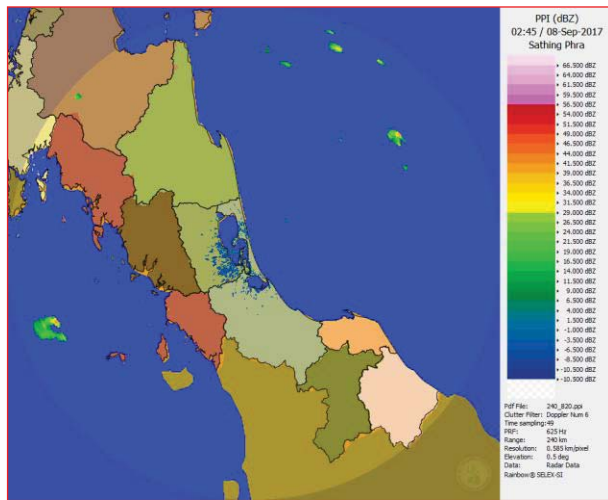 PPI (dBZ)
02:45 / 08-Sep-2017
Sathing Phra
66.500 dBZ
64.000 dBZ
61.500 dBZ
59.500 dBZ
56.500 dBZ
54.000 dBZ
51.500 dBZ
49.000 dBZ
46.500 dBZ
44.000 dBZ
41.500 dBZ
39.000 dBZ
36.500 dBZ
34.000 dBZ
31.500 dBZ
29.000 dBZ
26.500 dBZ
24.000 dBZ
21.500 dBZ
19.000 dBZ
16.500 dBZ
14.000 dBZ
11.500 dBZ
9.000 dBZ
6.500 dBZ
4.000 dBZ
1.500 dBZ
-1.000 dBZ
-3.500 dBZ
-6.500 dBZ
-8.500 dBZ
-10.500 dBZ
-10.500 dBZ
Pdf File: 240_820.ppi
Clutter Filter: Doppler Num 6
Time sampling: 49
PRF: 625 Hz
Range: 240 km
Resolution: 0.585 km/pixel
Elevation: 0.5 deg
Data: Radar Data
Rainbow® SELEX-SI